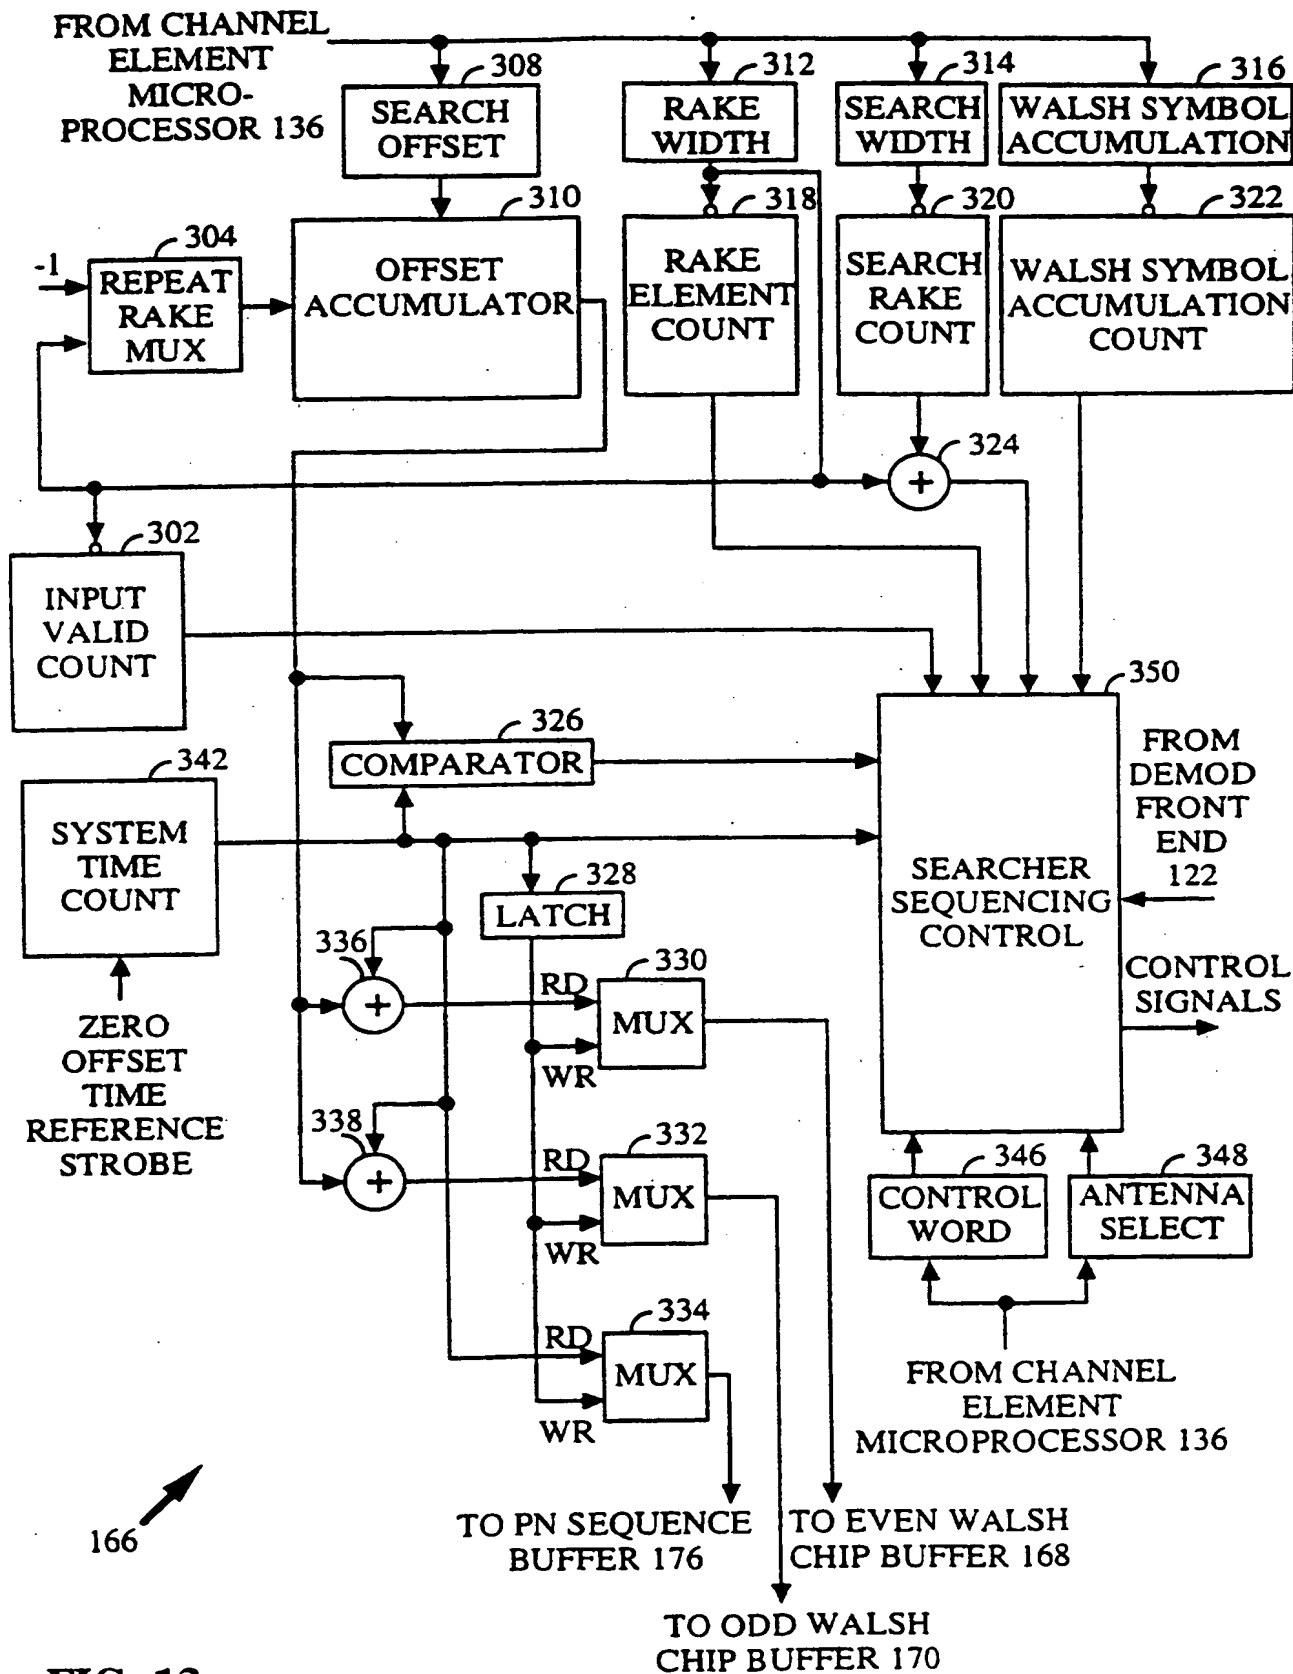 FROM CHANNEL
ELEMENT
MICRO-
PROCESSOR 136
308
SEARCH
OFFSET
312
RAKE
WIDTH
314
SEARCH
WIDTH
316
WALSH SYMBOL
ACCUMULATION
304
-1
REPEAT
RAKE
MUX
310
OFFSET
ACCUMULATOR
318
RAKE
ELEMENT
COUNT
320
SEARCH
RAKE
COUNT
322
WALSH SYMBOL
ACCUMULATION
COUNT
324
+
302
INPUT
VALID
COUNT
326
COMPARATOR
350
SEARCHER
SEQUENCING
CONTROL
FROM
DEMOD
FRONT
END
122
CONTROL
SIGNALS
342
SYSTEM
TIME
COUNT
328
LATCH
ZERO
OFFSET
TIME
REFERENCE
STROBE
336
+
RD
330
MUX
WR
338
+
RD
332
MUX
WR
RD
334
MUX
WR
346
CONTROL
WORD
348
ANTENNA
SELECT
FROM CHANNEL
ELEMENT
MICROPROCESSOR 136
166
TO PN SEQUENCE
BUFFER 176
TO EVEN WALSH
CHIP BUFFER 168
TO ODD WALSH
CHIP BUFFER 170